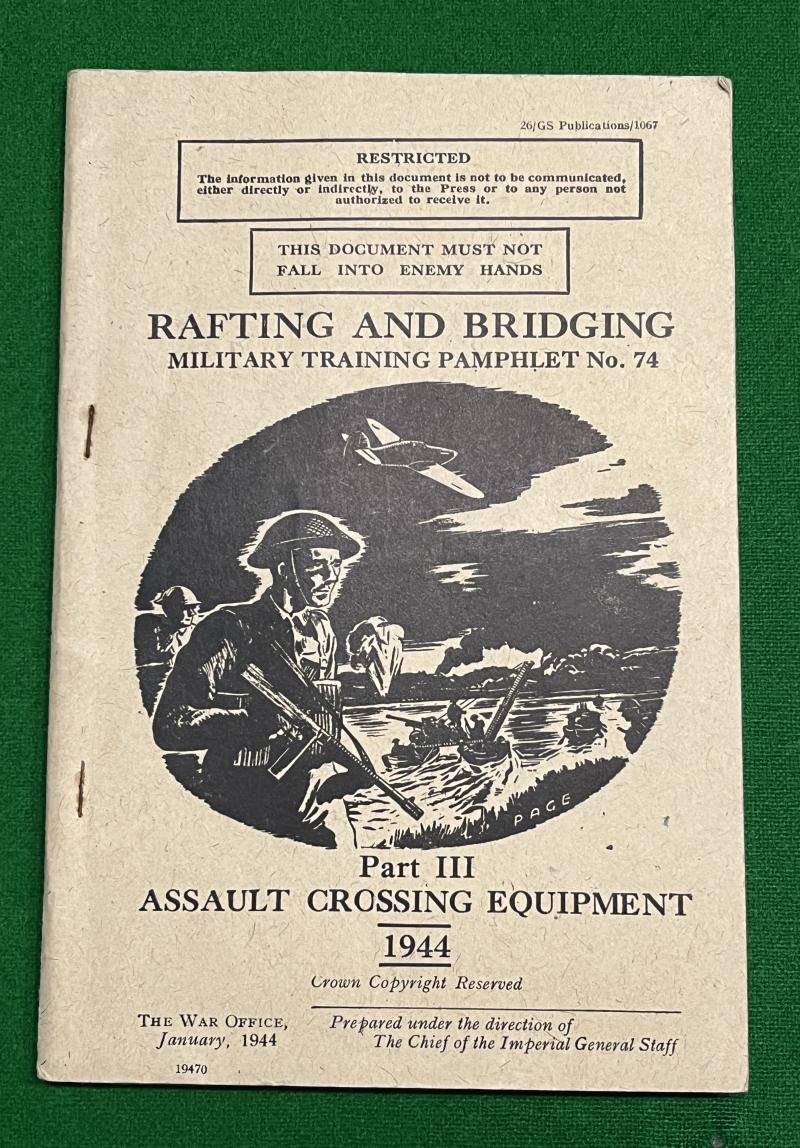 26/GS Publications/1067
RESTRICTED
The information given in this document is not to be communicated,
either directly or indirectly, to the Press or to any person not
authorized to receive it.
THIS DOCUMENT MUST NOT
FALL INTO ENEMY HANDS
RAFTING AND BRIDGING
MILITARY TRAINING PAMPHLET No. 74
PAGE
Part III
ASSAULT CROSSING EQUIPMENT
1944
Crown Copyright Reserved
THE WAR OFFICE,
January, 1944
Prepared under the direction of
The Chief of the Imperial General Staff
19470